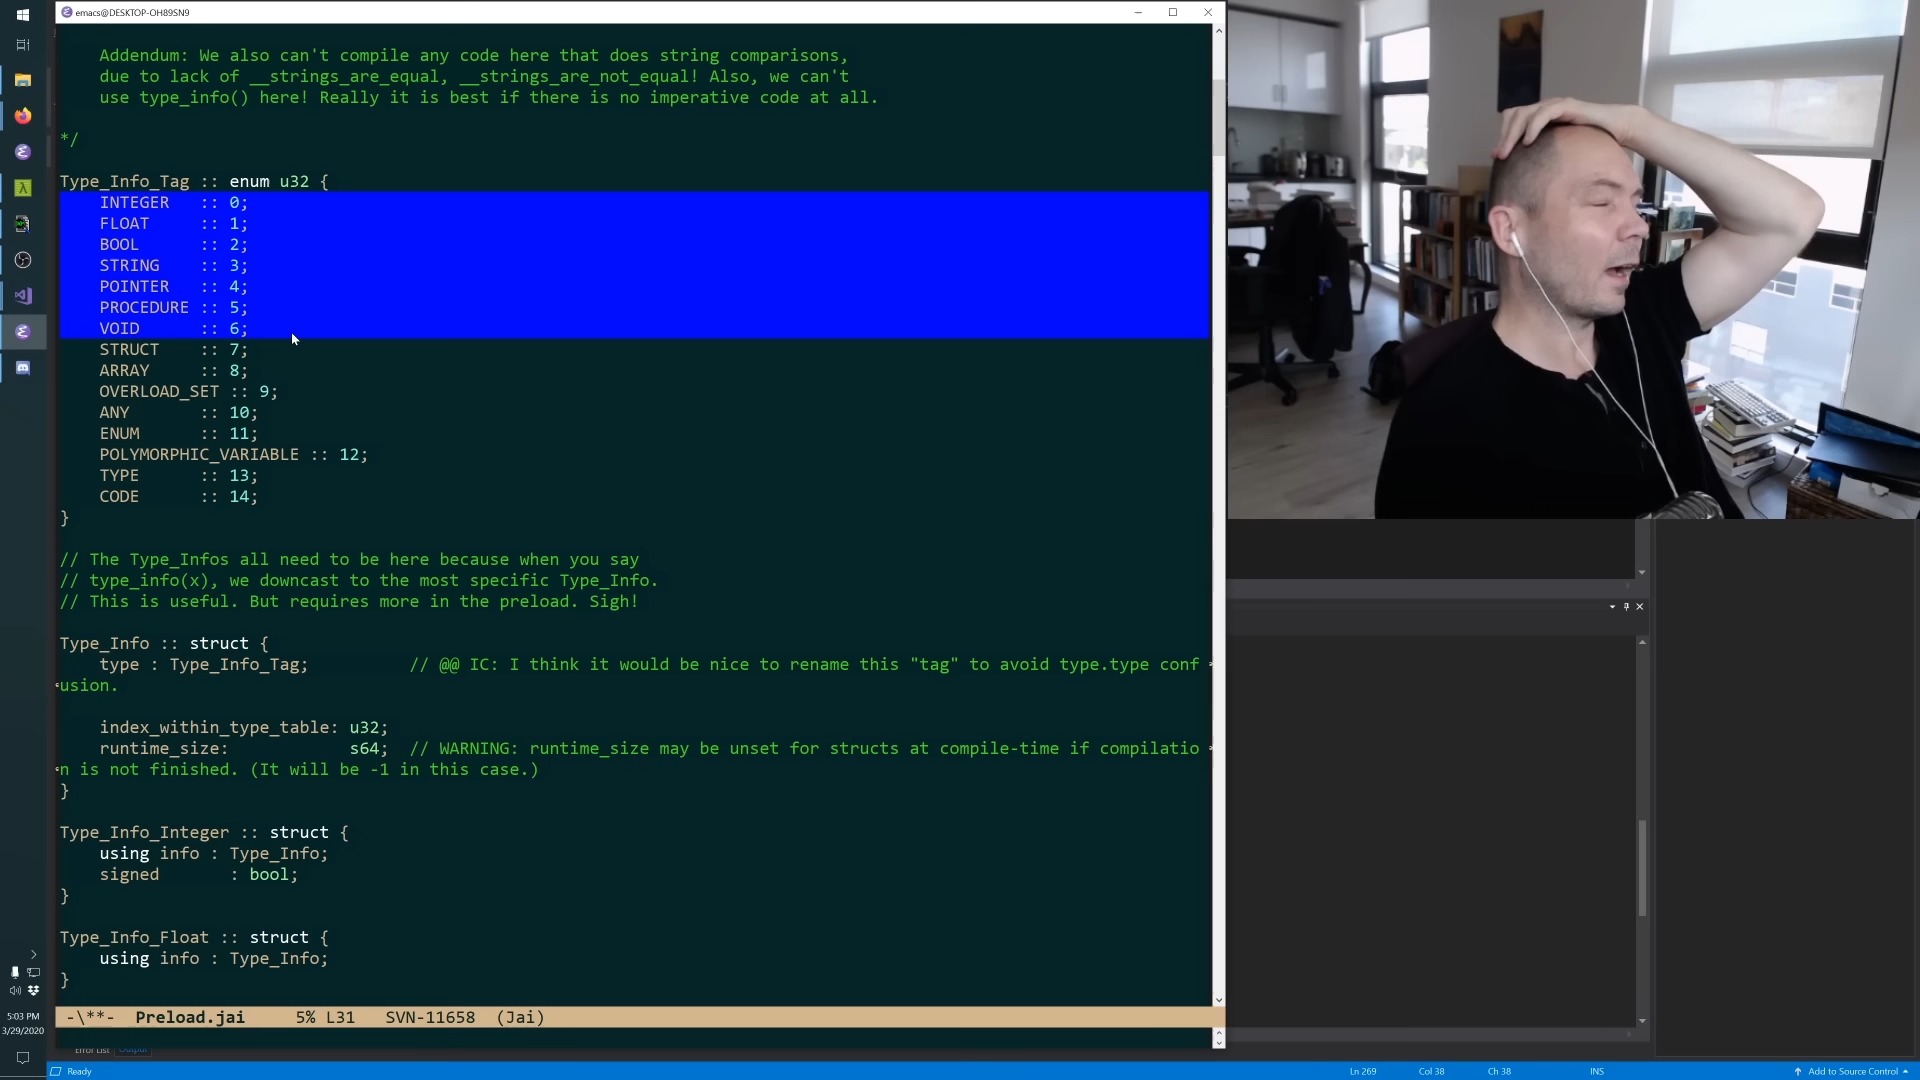 emacs@DESKTOP-OH89SN9
Addendum: We also can't compile any code here that does string comparisons,
due to lack of __strings_are_equal, __strings_are_not_equal! Also, we can't
use type_info() here! Really it is best if there is no imperative code at all.
*/
Type_Info_Tag :: enum u32 {
INTEGER :: 0;
FLOAT :: 1;
BOOL :: 2;
STRING :: 3;
POINTER :: 4;
PROCEDURE :: 5;
VOID :: 6;
STRUCT :: 7;
ARRAY :: 8;
OVERLOAD_SET :: 9;
ANY :: 10;
ENUM :: 11;
POLYMORPHIC_VARIABLE :: 12;
TYPE :: 13;
CODE :: 14;
}
// The Type_Infos all need to be here because when you say
// type_info(x), we downcast to the most specific Type_Info.
// This is useful. But requires more in the preload. Sigh!
Type_Info :: struct {
type : Type_Info_Tag; // @@ IC: I think it would be nice to rename this "tag" to avoid type.type conf
usion.
index_within_type_table: u32;
runtime_size: s64; // WARNING: runtime_size may be unset for structs at compile-time if compilatio
n is not finished. (It will be -1 in this case.)
}
Type_Info_Integer :: struct {
using info : Type_Info;
signed : bool;
}
Type_Info_Float :: struct {
using info : Type_Info;
}
-\**- Preload.jai 5% L31 SVN-11658 (Jai)
5:03 PM
3/29/2020
Error List Output
Ready Ln 269 Col 38 Ch 38 INS Add to Source Control